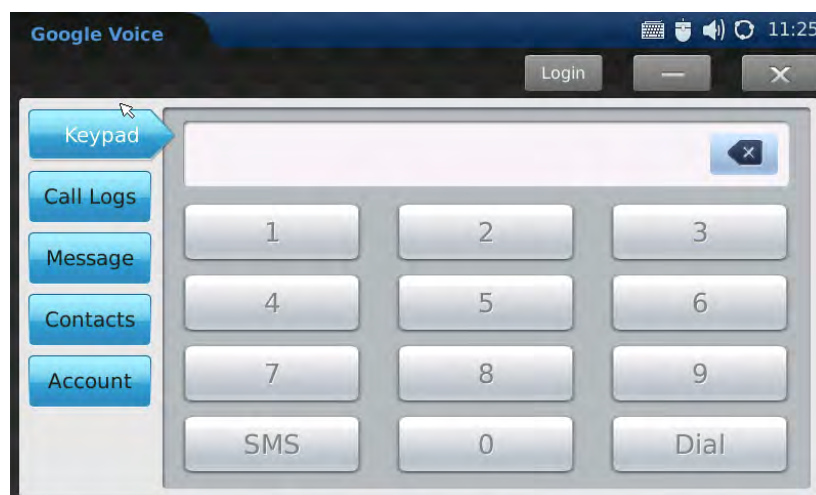 Google Voice 11:25
Login
Keypad
Call Logs
Message
Contacts
Account
1 2 3
4 5 6
7 8 9
SMS 0 Dial